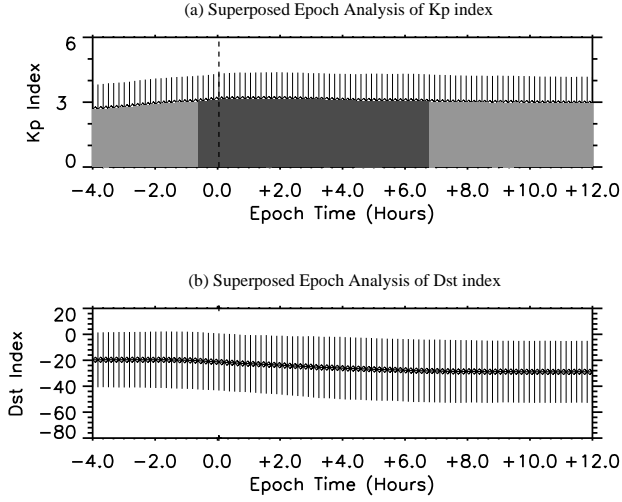 (a) Superposed Epoch Analysis of Kp index
6
3
0
Kp Index
−4.0 −2.0 0.0 +2.0 +4.0 +6.0 +8.0 +10.0 +12.0
Epoch Time (Hours)
(b) Superposed Epoch Analysis of Dst index
20
0
−20
−40
−60
−80
Dst Index
−4.0 −2.0 0.0 +2.0 +4.0 +6.0 +8.0 +10.0 +12.0
Epoch Time (Hours)